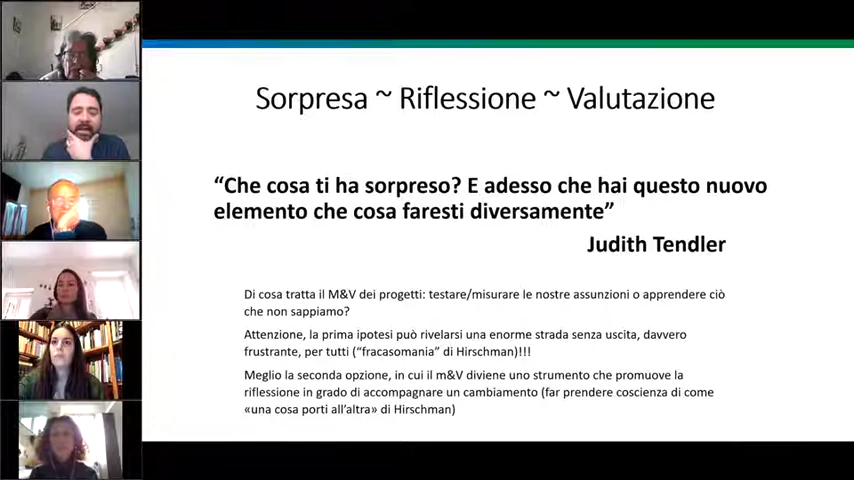 Sorpresa ~ Riflessione ~ Valutazione
“Che cosa ti ha sorpreso? E adesso che hai questo nuovo
elemento che cosa faresti diversamente”
Judith Tendler
Di cosa tratta il M&V dei progetti: testare/misurare le nostre assunzioni o apprendere ciò
che non sappiamo?
Attenzione, la prima ipotesi può rivelarsi una enorme strada senza uscita, davvero
frustrante, per tutti (“fracasomania” di Hirschman)!!!
Meglio la seconda opzione, in cui il m&V diviene uno strumento che promuove la
riflessione in grado di accompagnare un cambiamento (far prendere coscienza di come
«una cosa porti all’altra» di Hirschman)